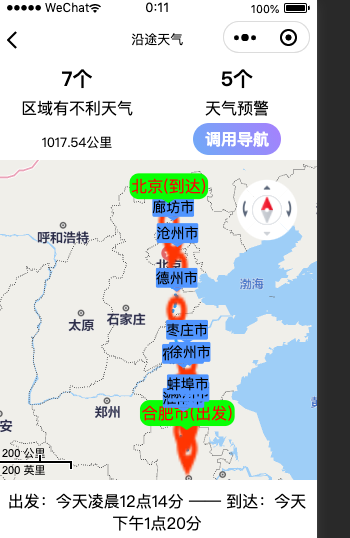 WeChat 0:11 100%
沿途天气
7个 5个
区域有不利天气 天气预警
1017.54公里 调用导航
北京(到达)
廊坊市
呼和浩特 沧州市
北京
德州市 渤海
石家庄
太原 枣庄市
徐州市
蚌埠市
郑州 合肥市(出发)
安
200 公里
200 英里
出发：今天凌晨12点14分 —— 到达：今天
下午1点20分